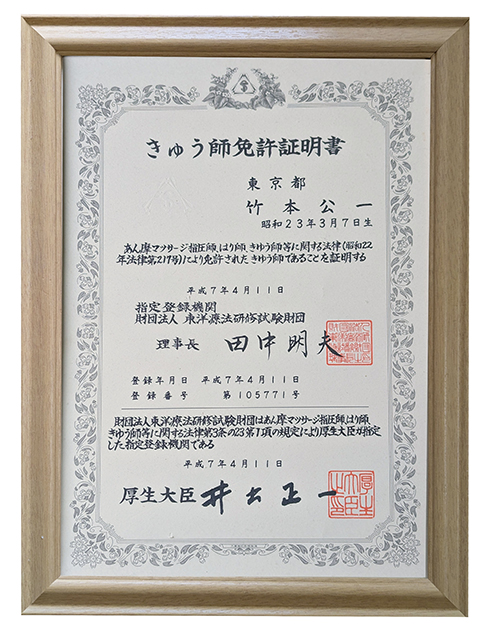 きゅう師免許証明書
東京都
竹本公一
昭和23年3月7日生
あん摩マツサージ指圧師、はり師、きゆう師等に関する法律(昭和22
年法律第217号)により免許された きゆう師であることを証明する
平成7年4月11日
指定登録機関
財団法人 東洋療法研修試験財団
理事長 田中明夫
登録年月日 平成7年4月11日
登録番号 第105771号
財団法人東洋療法研修試験財団はあん摩マツサージ指圧師、はり師、
きゆう師等に関する法律第3条の23第1項の規定により厚生大臣が指定
した指定登録機関である
平成7年4月11日
厚生大臣 井出正一
厚生大臣之印